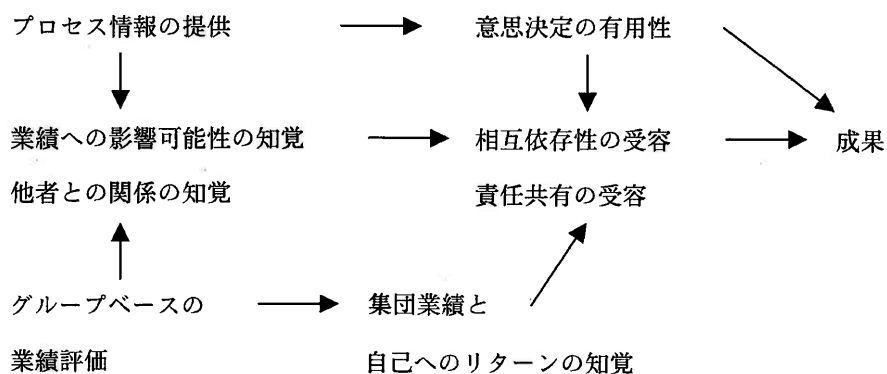 プロセス情報の提供
意思決定の有用性
業績への影響可能性の知覚
相互依存性の受容
成果
他者との関係の知覚
責任共有の受容
グループベースの
集団業績と
業績評価
自己へのリターンの知覚